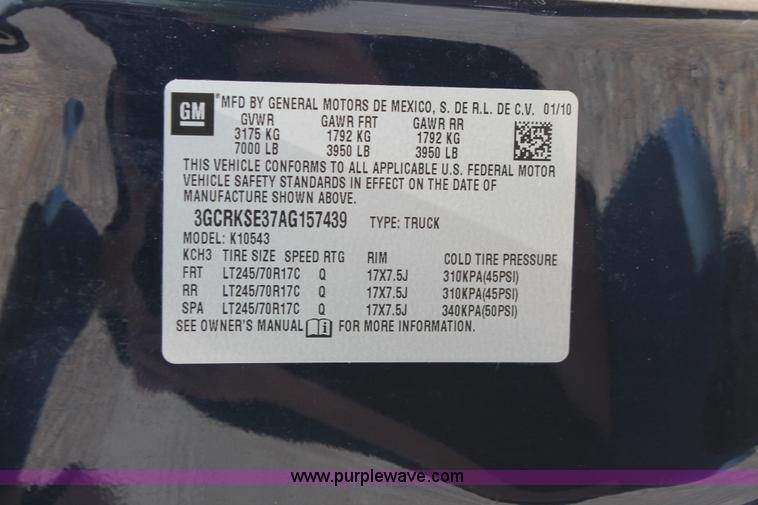 GM
*MFD BY GENERAL MOTORS DE MEXICO, S. DE R.L. DE C.V. 01/10
GVWR GAWR FRT GAWR RR
3175 KG 1792 KG 1792 KG
7000 LB 3950 LB 3950 LB
THIS VEHICLE CONFORMS TO ALL APPLICABLE U.S. FEDERAL MOTOR
VEHICLE SAFETY STANDARDS IN EFFECT ON THE DATE OF
MANUFACTURE SHOWN ABOVE.
3GCRKSE37AG157439 TYPE: TRUCK
MODEL: K10543
KCH3 TIRE SIZE SPEED RTG RIM COLD TIRE PRESSURE
FRT LT245/70R17C Q 17X7.5J 310KPA(45PSI)
RR LT245/70R17C Q 17X7.5J 310KPA(45PSI)
SPA LT245/70R17C Q 17X7.5J 340KPA(50PSI)
SEE OWNER'S MANUAL FOR MORE INFORMATION.
www.purplewave.com